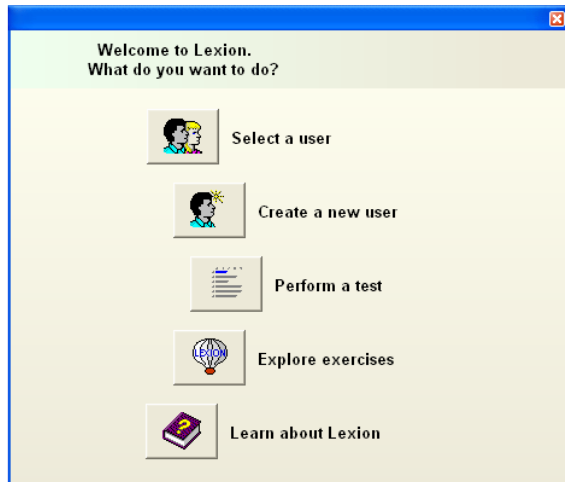 Welcome to Lexion.
What do you want to do?
Select a user
Create a new user
Perform a test
LEXION
Explore exercises
?
Learn about Lexion